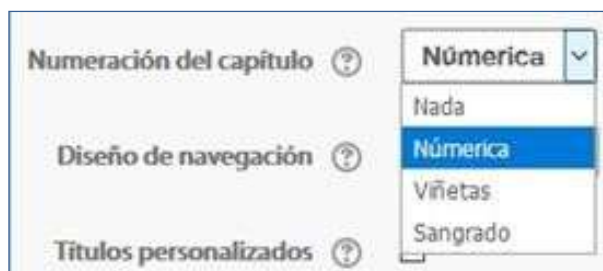 Numeración del capítulo
Númerica
Nada
Diseño de navegación
Númerica
Viñetas
Sangrado
Títulos personalizados